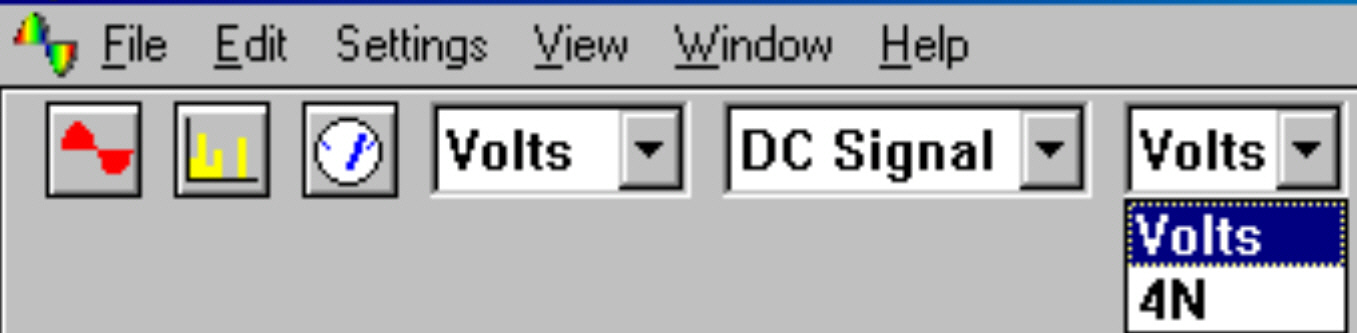 File Edit Settings View Window Help
Volts DC Signal Volts
Volts
4N